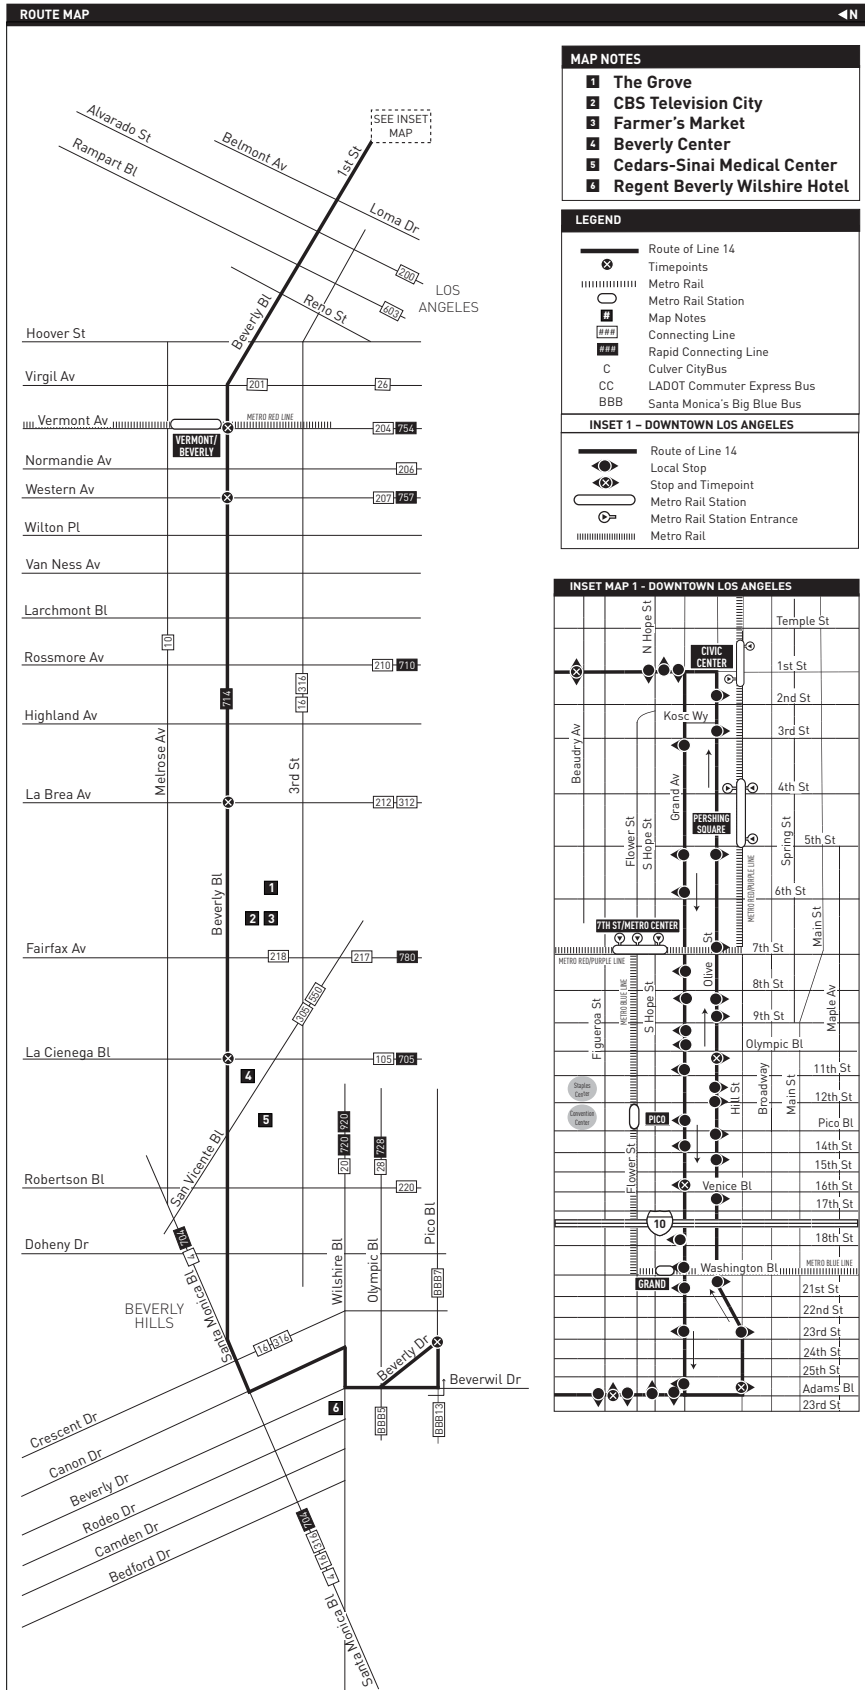 ROUTE MAP
N
MAP NOTES
1 The Grove
2 CBS Television City
3 Farmer's Market
4 Beverly Center
5 Cedars-Sinai Medical Center
6 Regent Beverly Wilshire Hotel
LEGEND
Route of Line 14
Timepoints
Metro Rail
Metro Rail Station
# Map Notes
### Connecting Line
### Rapid Connecting Line
C Culver CityBus
CC LADOT Commuter Express Bus
BBB Santa Monica's Big Blue Bus
INSET 1 – DOWNTOWN LOS ANGELES
Route of Line 14
Local Stop
Stop and Timepoint
Metro Rail Station
Metro Rail Station Entrance
Metro Rail
SEE INSET
MAP
Alvarado St
Belmont Av
1st St
Rampart Bl
Loma Dr
200
LOS
ANGELES
603
Reno St
Beverly Bl
Hoover St
Virgil Av
201
26
Vermont Av
METRO RED LINE
204 754
VERMONT/
BEVERLY
Normandie Av
206
Western Av
207 757
Wilton Pl
Van Ness Av
Larchmont Bl
10
Rossmore Av
210 710
714
16 316
Highland Av
Melrose Av
3rd St
La Brea Av
212 312
Beverly Bl
1
2 3
Fairfax Av
218
217
780
305 550
La Cienega Bl
105 705
4
5
20 720 920
28 728
San Vicente Bl
Robertson Bl
220
704
4
Pico Bl
Doheny Dr
Wilshire Bl
Olympic Bl
BBB7
BEVERLY
HILLS
Santa Monica Bl
16 316
Beverly Dr
Beverwil Dr
6
BBB5
BBB13
Crescent Dr
Canon Dr
Beverly Dr
Rodeo Dr
Camden Dr
Bedford Dr
704
316
16
4
Santa Monica Bl
INSET MAP 1 - DOWNTOWN LOS ANGELES
N Hope St
Temple St
CIVIC
CENTER
1st St
2nd St
Kosc Wy
3rd St
Beaudry Av
Grand Av
4th St
PERSHING
SQUARE
Flower St
S Hope St
Spring St
5th St
METRO RED/PURPLE LINE
6th St
Main St
7TH ST/METRO CENTER
St
7th St
METRO RED/PURPLE LINE
Olive
8th St
METRO BLUE LINE
S Hope St
9th St
Maple Av
Figueroa St
Olympic Bl
11th St
Staples
Center
Hill St
Broadway
Main St
12th St
Convention
Center
PICO
Pico Bl
14th St
Flower St
15th St
Venice Bl
16th St
17th St
10
18th St
Washington Bl
METRO BLUE LINE
GRAND
21st St
22nd St
23rd St
24th St
25th St
Adams Bl
23rd St